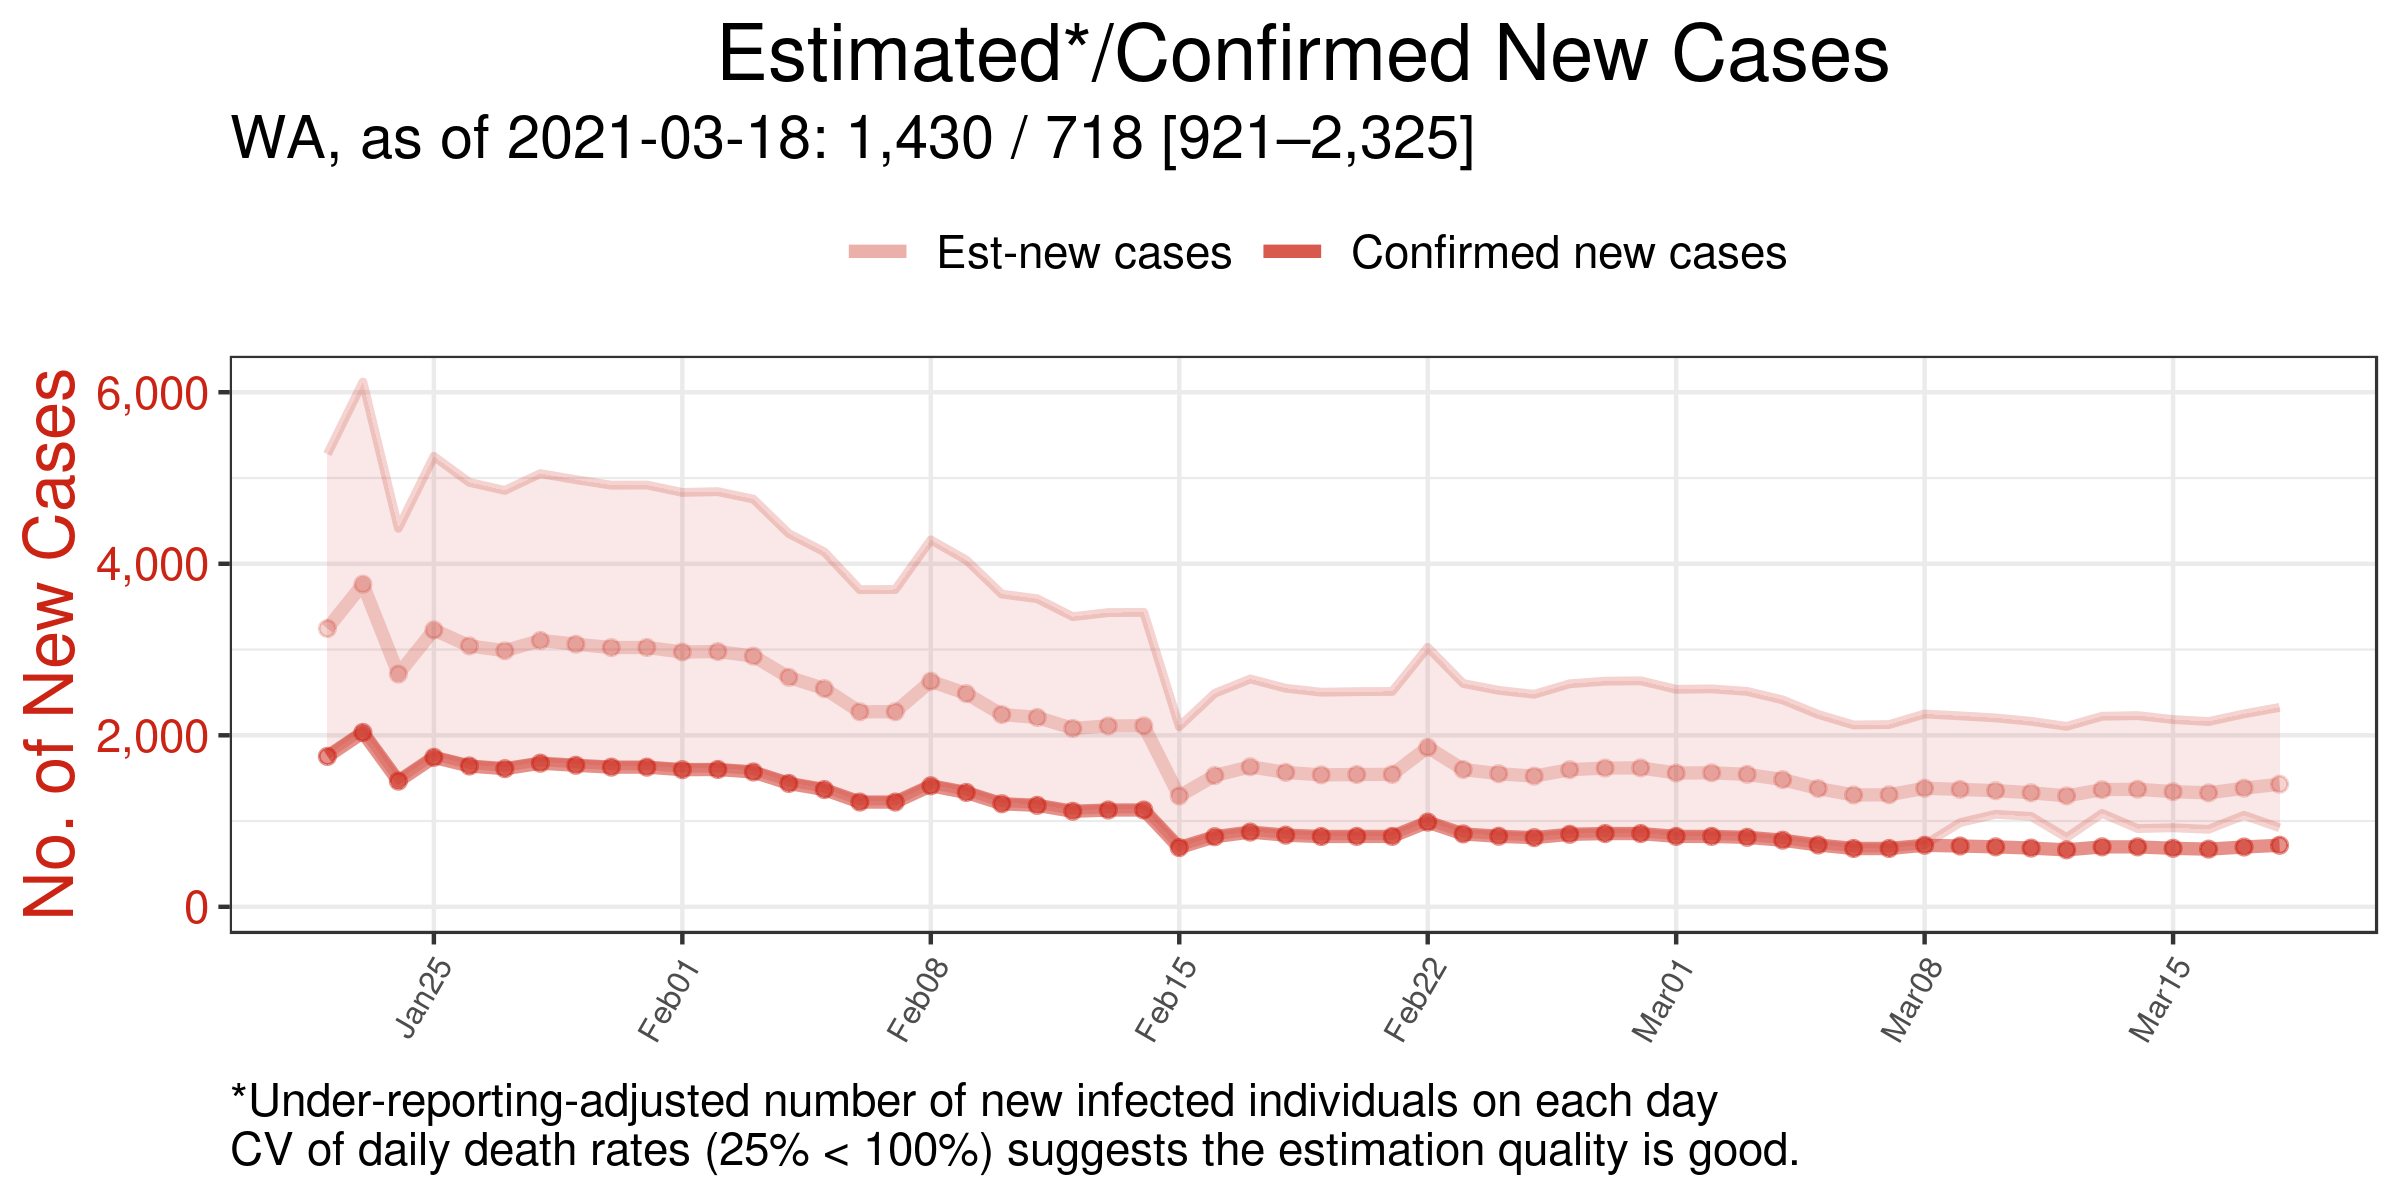 Estimated*/Confirmed New Cases
WA, as of 2021-03-18: 1,430 / 718 [921–2,325]
Est-new cases
Confirmed new cases
No. of New Cases
6,000
4,000
2,000
0
Jan25
Feb01
Feb08
Feb15
Feb22
Mar01
Mar08
Mar15
*Under-reporting-adjusted number of new infected individuals on each day
CV of daily death rates (25% < 100%) suggests the estimation quality is good.